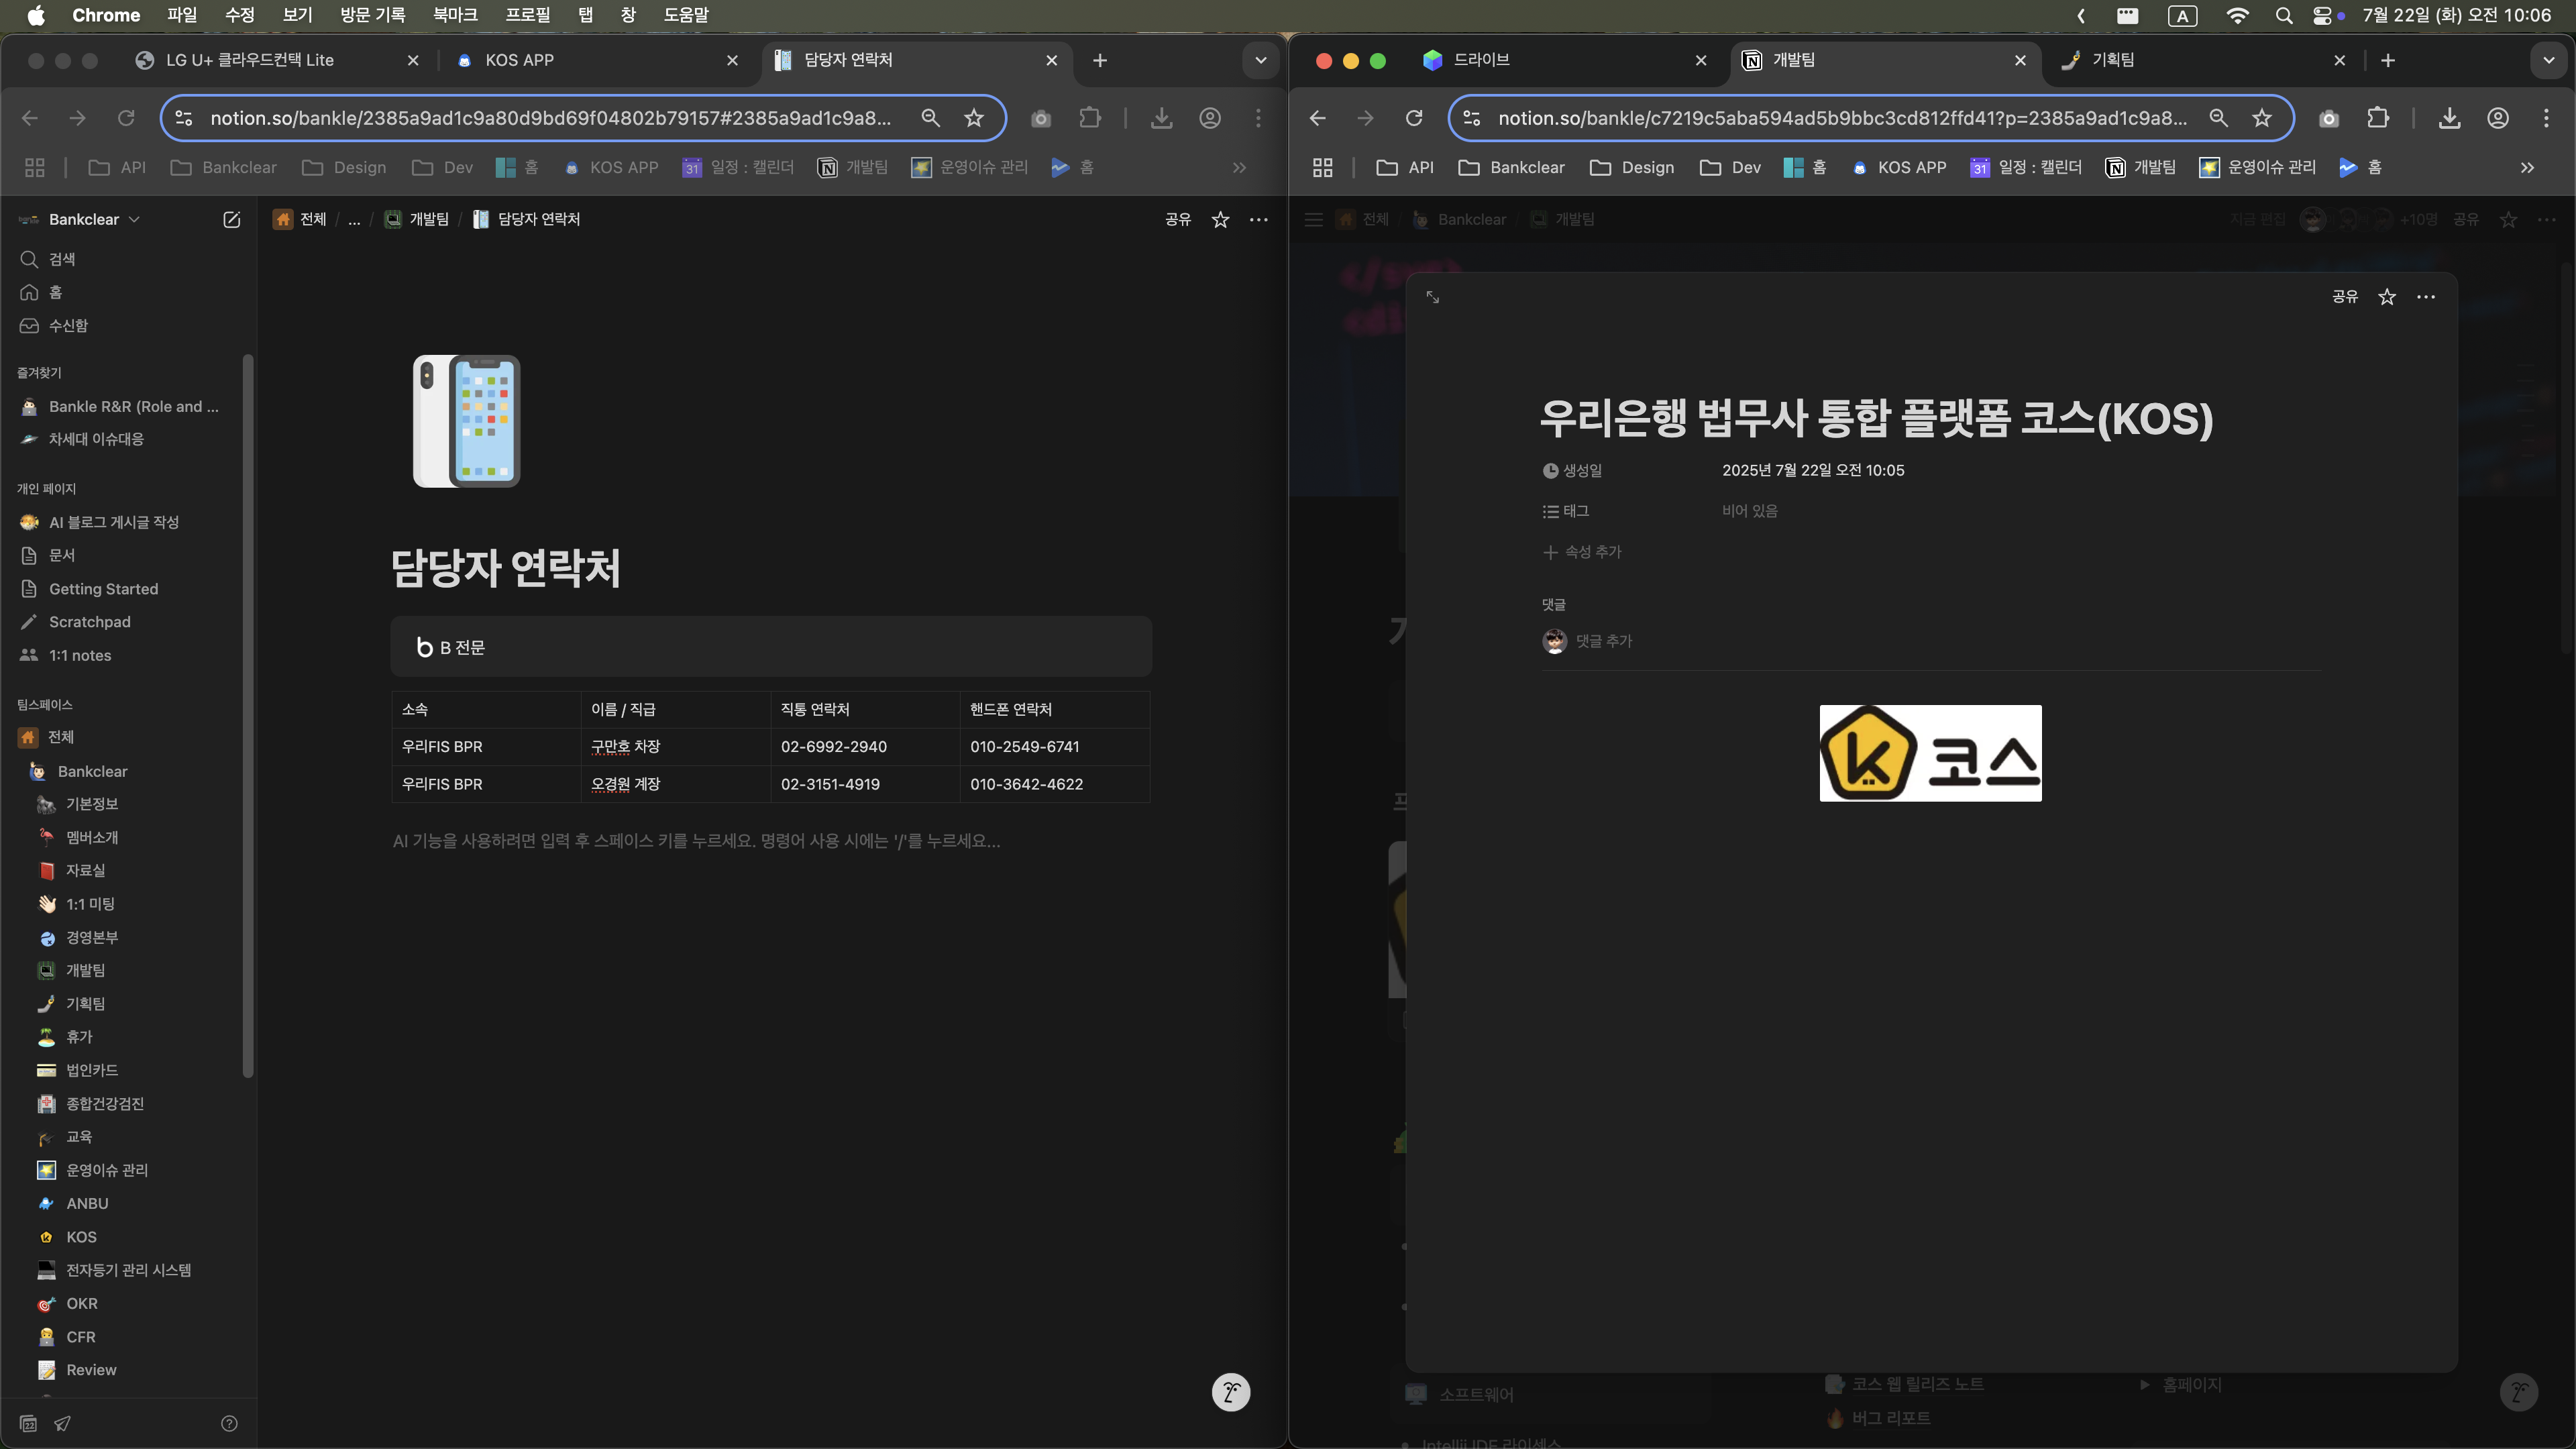 Chrome 파일 수정 보기 방문 기록 북마크 프로필 탭 창 도움말
A 7월 22일 (화) 오전 10:06
LG U+ 클라우드컨택 Lite
KOS APP
담당자 연락처
notion.so/bankle/2385a9ad1c9a80d9bd69f04802b79157#2385a9ad1c9a8...
API Bankclear Design Dev 홈 KOS APP 31 일정 : 캘린더 개발팀 운영이슈 관리 홈
Bankclear
검색
홈
수신함
즐겨찾기
Bankle R&R (Role and ...
차세대 이슈대응
개인 페이지
AI 블로그 게시글 작성
문서
Getting Started
Scratchpad
1:1 notes
팀스페이스
전체
Bankclear
기본정보
멤버소개
자료실
1:1 미팅
경영본부
개발팀
기획팀
휴가
법인카드
종합건강검진
교육
운영이슈 관리
ANBU
KOS
전자등기 관리 시스템
OKR
CFR
Review
22
전체 / ... / 개발팀 / 담당자 연락처
공유
담당자 연락처
B 전문
소속 이름 / 직급 직통 연락처 핸드폰 연락처
우리FIS BPR 구만호 차장 02-6992-2940 010-2549-6741
우리FIS BPR 오경원 계장 02-3151-4919 010-3642-4622
AI 기능을 사용하려면 입력 후 스페이스 키를 누르세요. 명령어 사용 시에는 '/'를 누르세요...
드라이브
개발팀
기획팀
notion.so/bankle/c7219c5aba594ad5b9bbc3cd812ffd41?p=2385a9ad1c9a8...
API Bankclear Design Dev 홈 KOS APP 31 일정 : 캘린더 개발팀 운영이슈 관리 홈
전체 / Bankclear / 개발팀
지금 편집 +10명 공유
공유
우리은행 법무사 통합 플랫폼 코스(KOS)
생성일 2025년 7월 22일 오전 10:05
태그 비어 있음
속성 추가
댓글
댓글 추가
k 코스
소프트웨어
코스 웹 릴리즈 노트
홈페이지
버그 리포트
IntelliJ IDE 라이센스